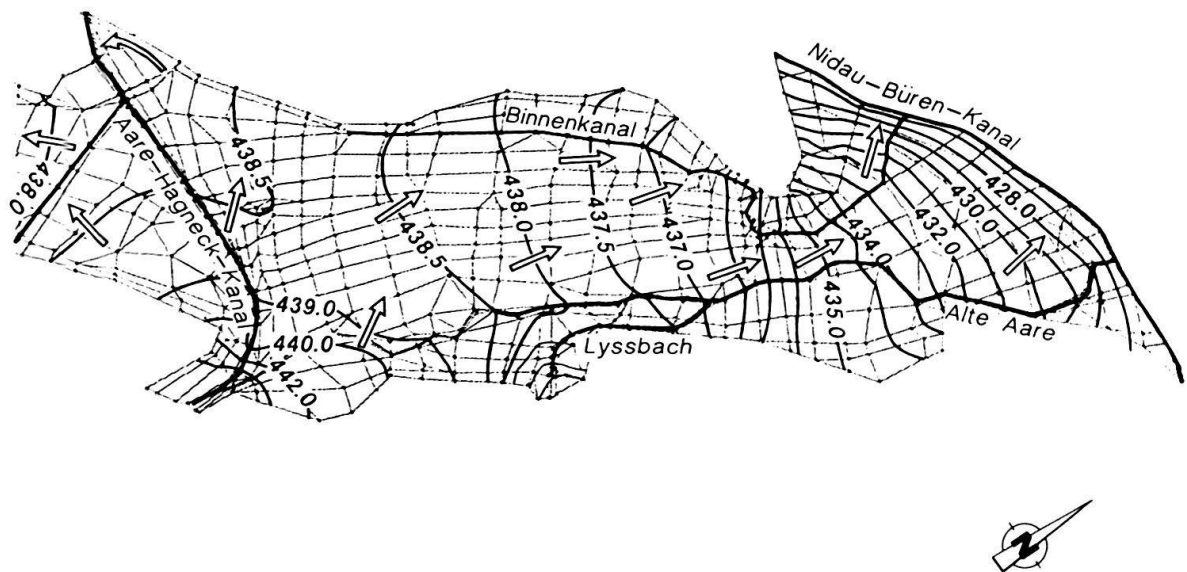 Nidau-Büren-Kanal
Binnenkanal
Aare-Hagneck-Kanal
438.0
438.5
438.5
438.0
437.5
437.0
434.0
432.0
430.0
428.0
435.0
439.0
440.0
442.0
Lyssbach
Alte Aare
N